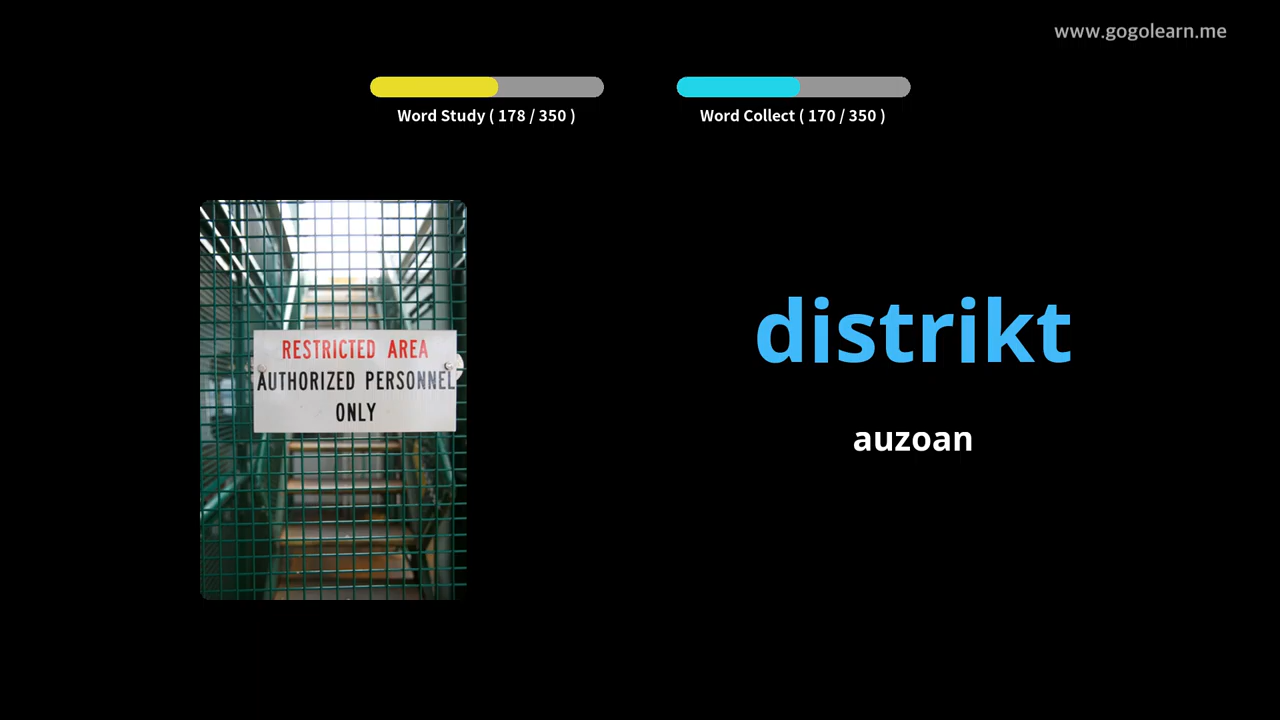 www.gogolearn.me
Word Study ( 178 / 350 )
Word Collect ( 170 / 350 )
RESTRICTED AREA
AUTHORIZED PERSONNEL
ONLY
distrikt
auzoan